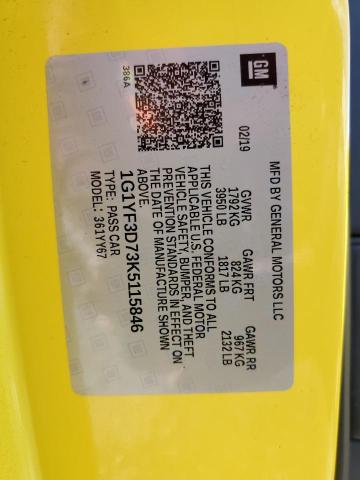 GM
MFD BY GENERAL MOTORS LLC
02/19
GVWR GAWR FRT GAWR RR
1792 KG 824 KG 967 KG
3950 LB 1817 LB 2132 LB
THIS VEHICLE CONFORMS TO ALL
APPLICABLE U.S. FEDERAL MOTOR
VEHICLE SAFETY, BUMPER, AND THEFT
PREVENTION STANDARDS IN EFFECT ON
THE DATE OF MANUFACTURE SHOWN
ABOVE.
386A
1G1YF3D73K5115846
TYPE: PASS CAR
MODEL: 361YY67